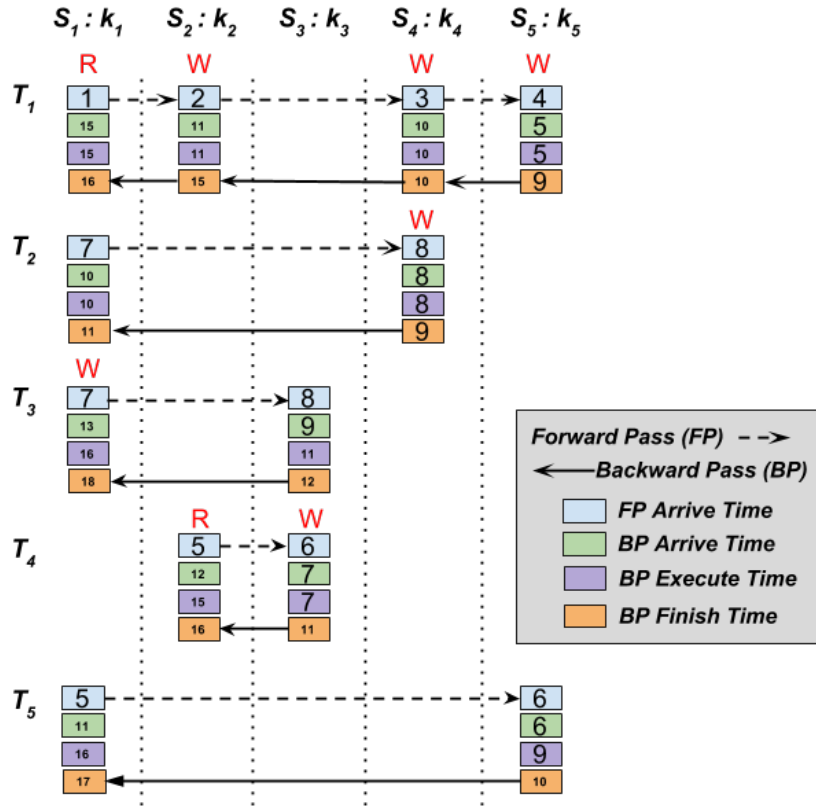 S1 : k1 S2 : k2 S3 : k3 S4 : k4 S5 : k5
R W W W
T1 1 2 3 4
15 11 10 5
15 11 10 5
16 15 10 9
W
T2 7 8
10 8
10 8
11 9
W
T3 7 8
13 9
16 11
18 12
R W
T4 5 6
12 7
15 7
16 11
T5 5 6
11 6
16 9
17 10
Forward Pass (FP)
Backward Pass (BP)
FP Arrive Time
BP Arrive Time
BP Execute Time
BP Finish Time